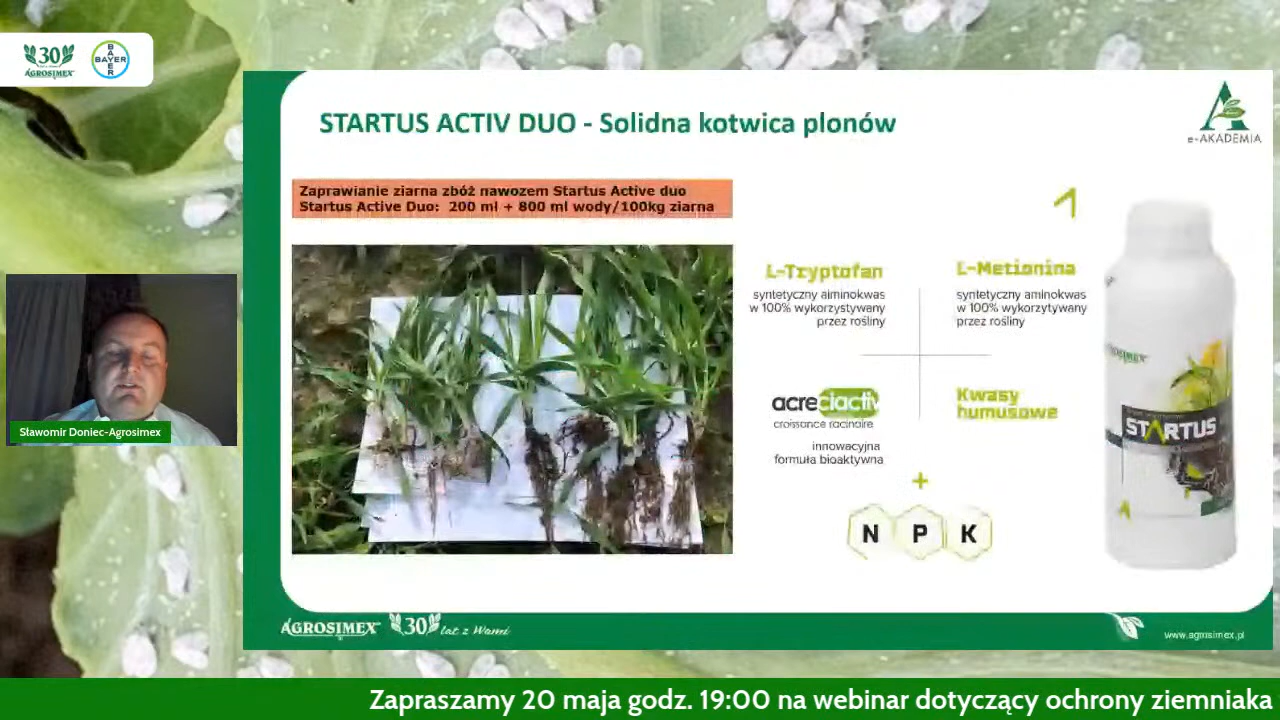 30
AGROSIMEX
BAYER
BAYER
STARTUS ACTIV DUO - Solidna kotwica plonów
e-AKADEMIA
Zaprawianie ziarna zbóż nawozem Startus Active duo
Startus Active Duo: 200 ml + 800 ml wody/100kg ziarna
L-Tryptofan
syntetyczny aiminokwas
w 100% wykorzystywany
przez rośliny
L-Metionina
syntetyczny aminokwas
w 100% wykorzytywany
przez rośliny
acreciactiv
croissance racinaire
innowacyjna
formuła bioaktywna
Kwasy
humusowe
+
N P K
AGROSIMEX
STARTUS
Sławomir Doniec-Agrosimex
AGROSIMEX 30 lat z Wami
www.agrosimex.pl
Zapraszamy 20 maja godz. 19:00 na webinar dotyczący ochrony ziemniaka